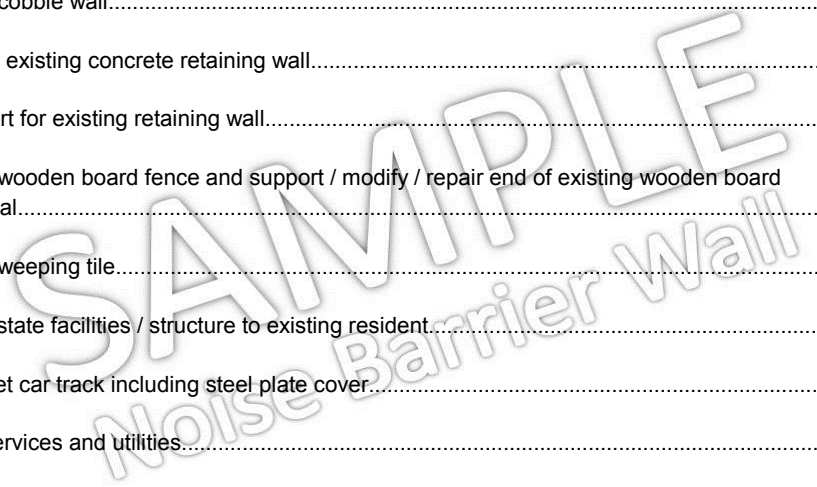 cobble wall
existing concrete retaining wall
rt for existing retaining wall
wooden board fence and support / modify / repair end of existing wooden board
al
weeping tile
state facilities / structure to existing resident
et car track including steel plate cover
ervices and utilities
SAMPLE
Noise Barrier Wall